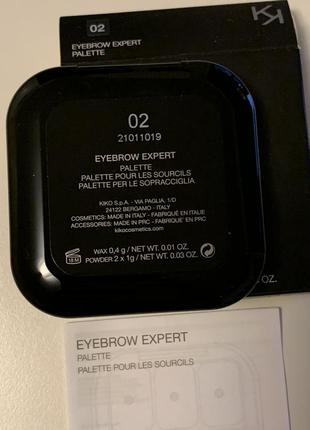 02
EYEBROW EXPERT
PALETTE
KK
02
21011019
EYEBROW EXPERT
PALETTE
PALETTE POUR LES SOURCILS
PALETTE PER LE SOPRACCIGLIA
KIKO S.p.A. - VIA PAGLIA, 1/D
24122 BERGAMO - ITALY
COSMETICS: MADE IN ITALY - FABRIQUÉ EN ITALIE
ACCESSORIES: MADE IN PRC - FABRIQUÉ EN PRC
kikocosmetics.com
18 M
WAX 0,4 g / NET WT. 0.01 OZ.
POWDER 2 x 1g / NET WT. 0.03 OZ.
OZ.
EYEBROW EXPERT
PALETTE
PALETTE POUR LES SOURCILS